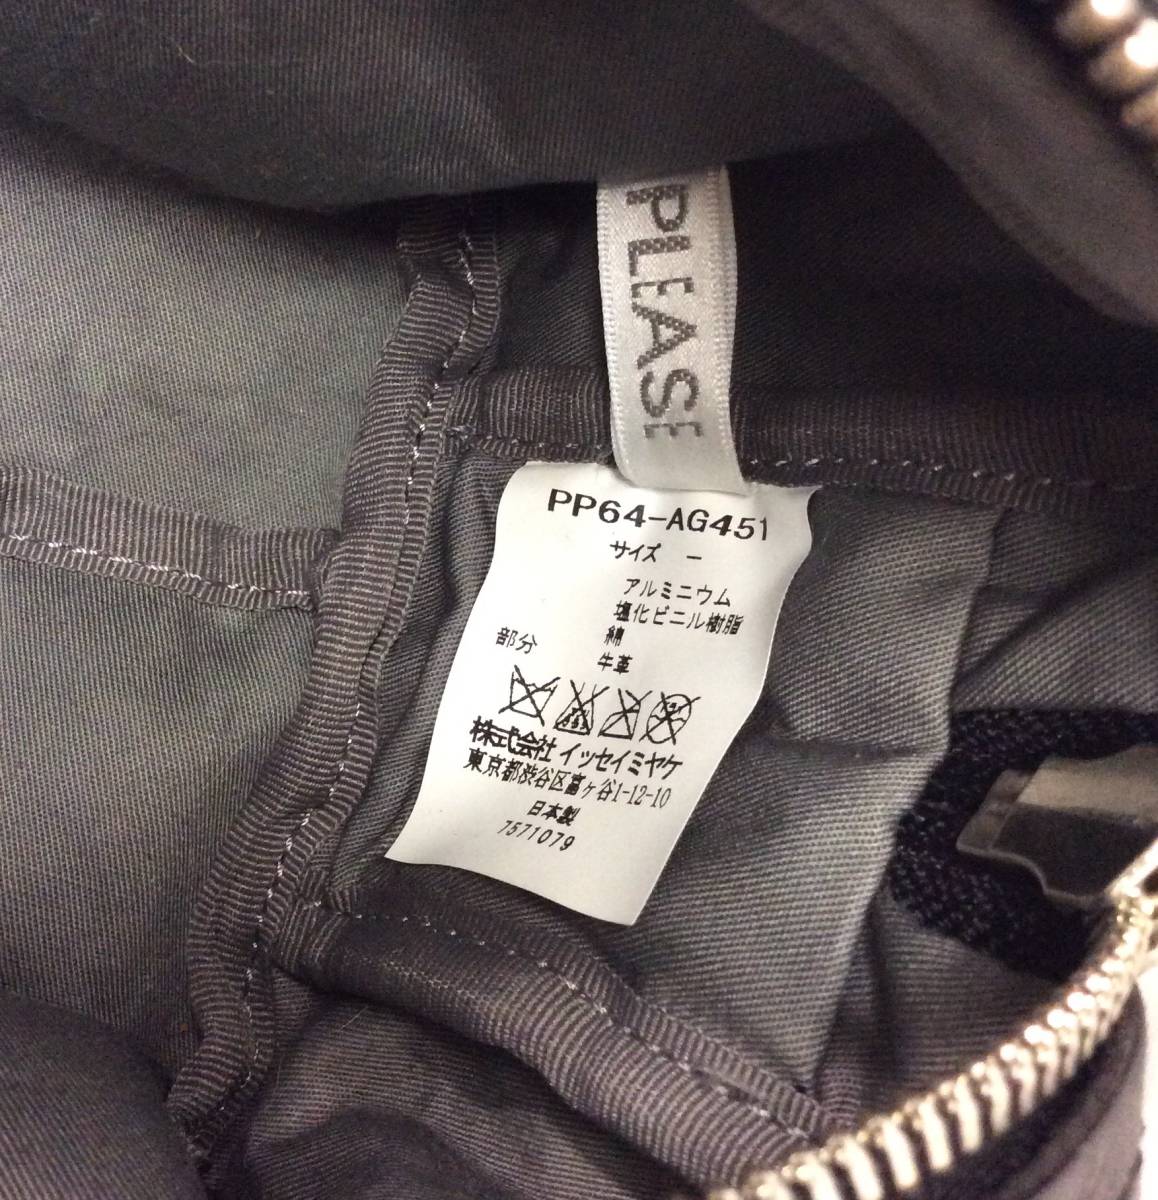 PLEASE
PP64-AG451
サイズ －
アルミニウム
塩化ビニル樹脂
綿
部分 牛革
株式会社 イッセイミヤケ
東京都渋谷区富ヶ谷1-12-10
日本製
7571079